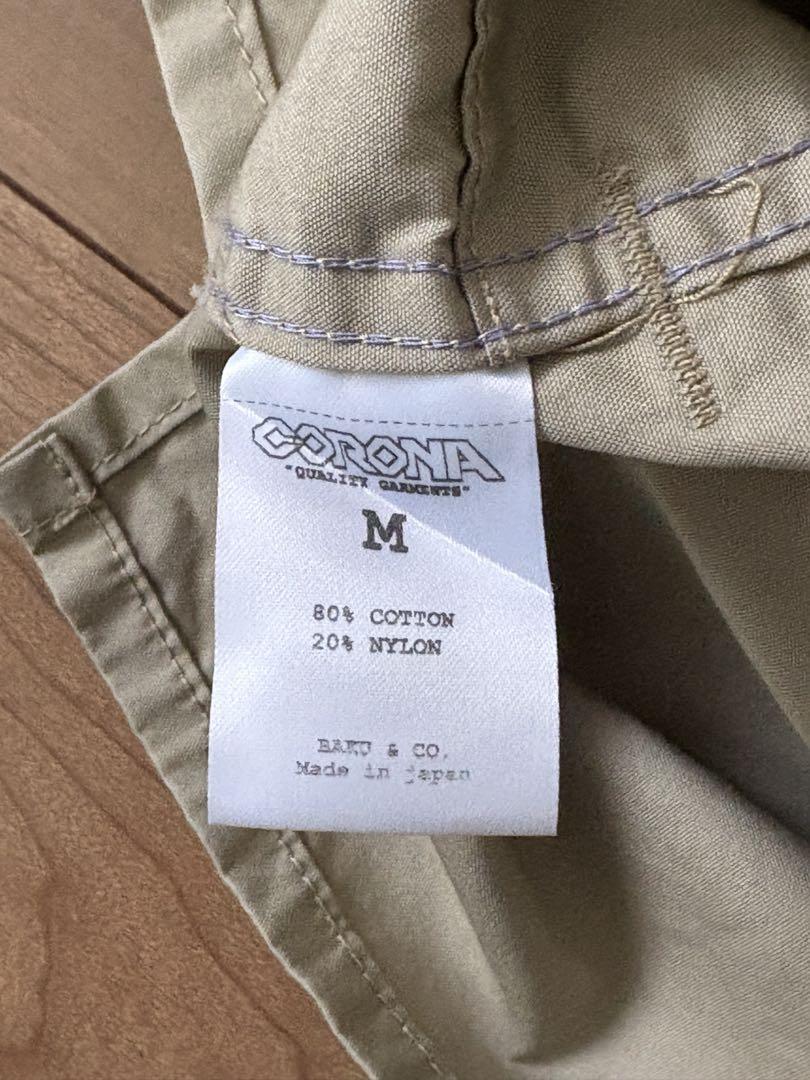 CORONA
"QUALITY GARMENTS"
M
80% COTTON
20% NYLON
BAKU & CO.
Made in japan